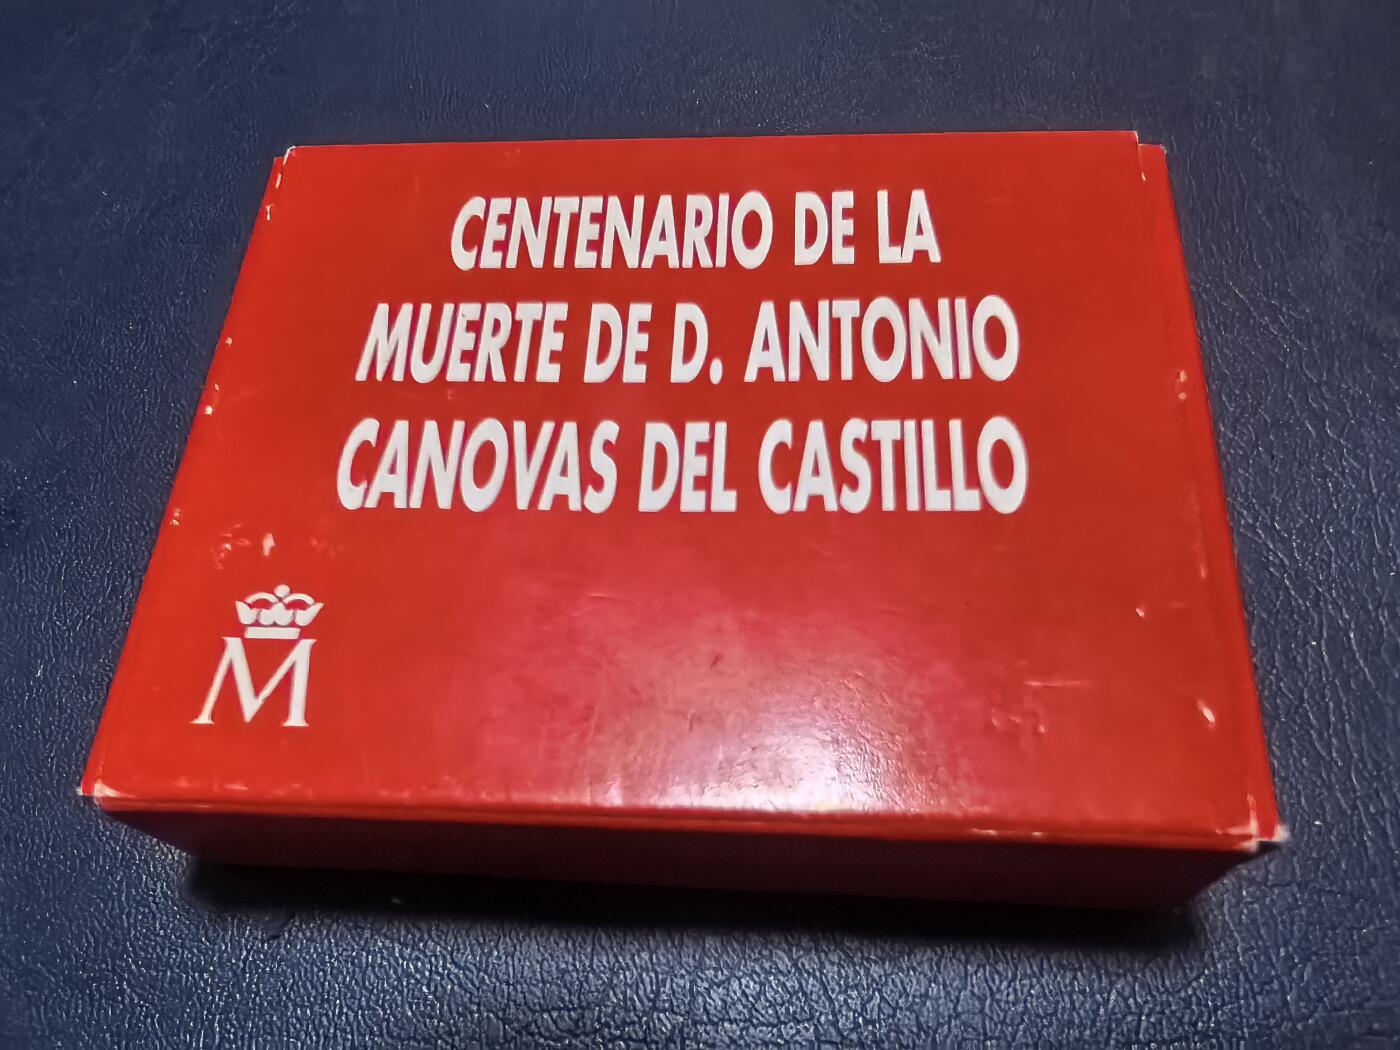 CENTENARIO DE LA
MUERTE DE D. ANTONIO
CANOVAS DEL CASTILLO
M